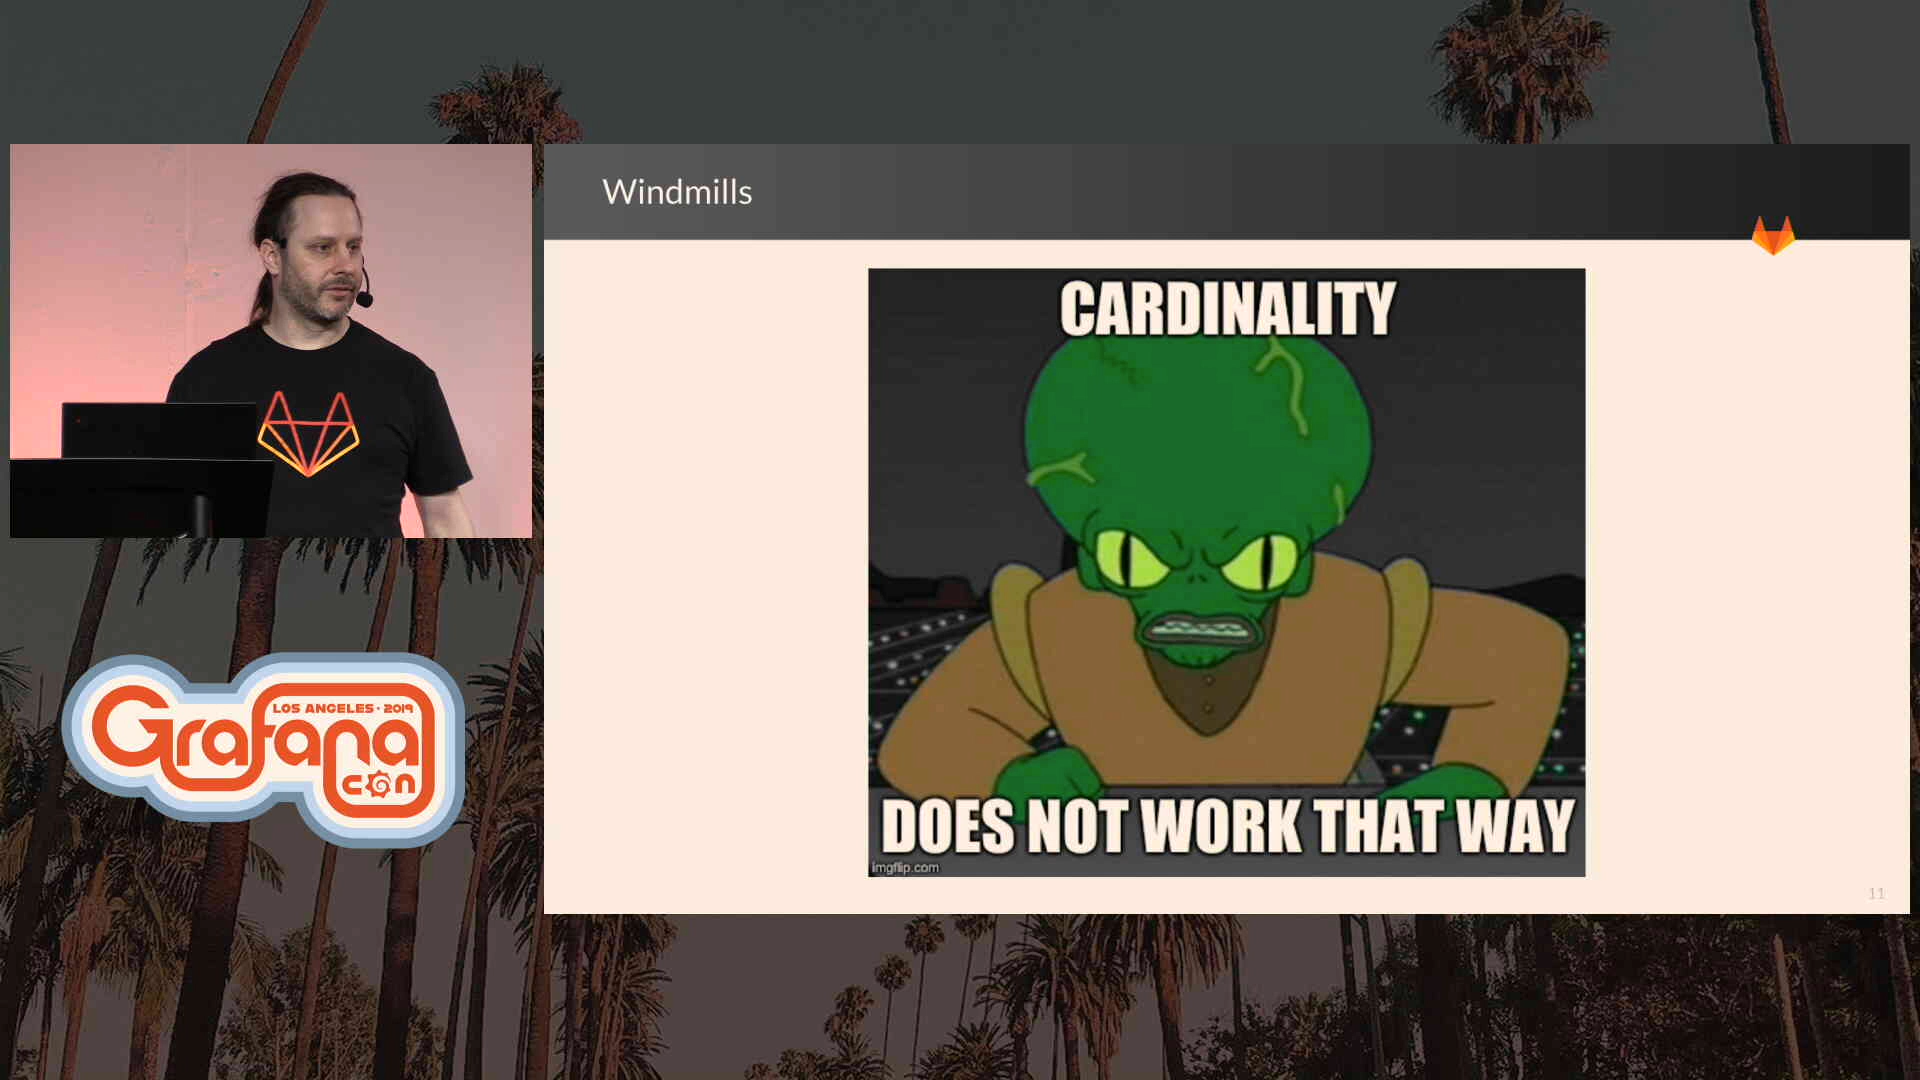 Windmills
CARDINALITY
DOES NOT WORK THAT WAY
imgflip.com
11
LOS ANGELES · 2019
Grafana
con